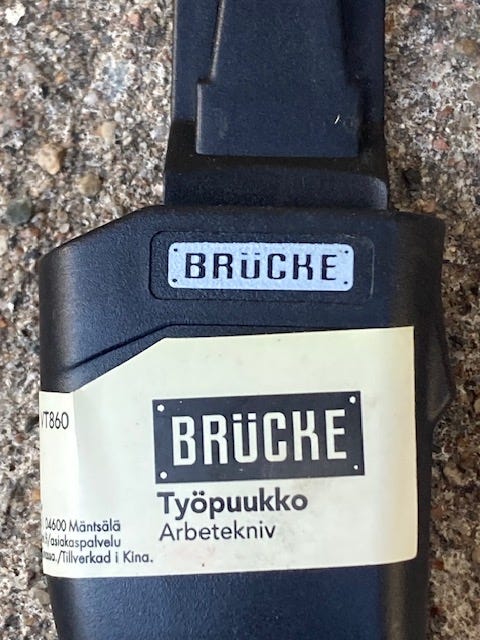 BRÜCKE
VT860
BRÜCKE
Työpuukko
Arbetekniv
04600 Mäntsälä
/asiakaspalvelu
./Tillverkad i Kina.